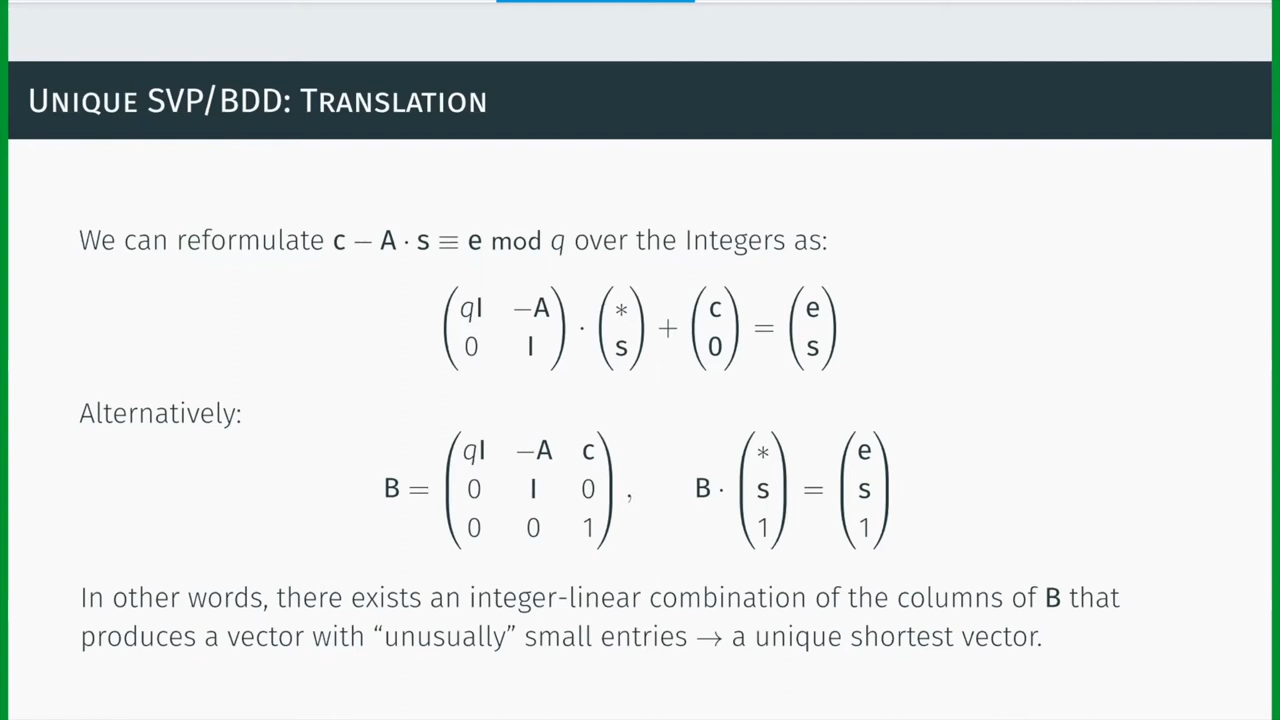 UNIQUE SVP/BDD: TRANSLATION
We can reformulate c − A · s ≡ e mod q over the Integers as:
(qI −A; 0 I) · (*; s) + (c; 0) = (e; s)
Alternatively:
B = (qI −A c; 0 I 0; 0 0 1), B · (*; s; 1) = (e; s; 1)
In other words, there exists an integer-linear combination of the columns of B that
produces a vector with “unusually” small entries → a unique shortest vector.